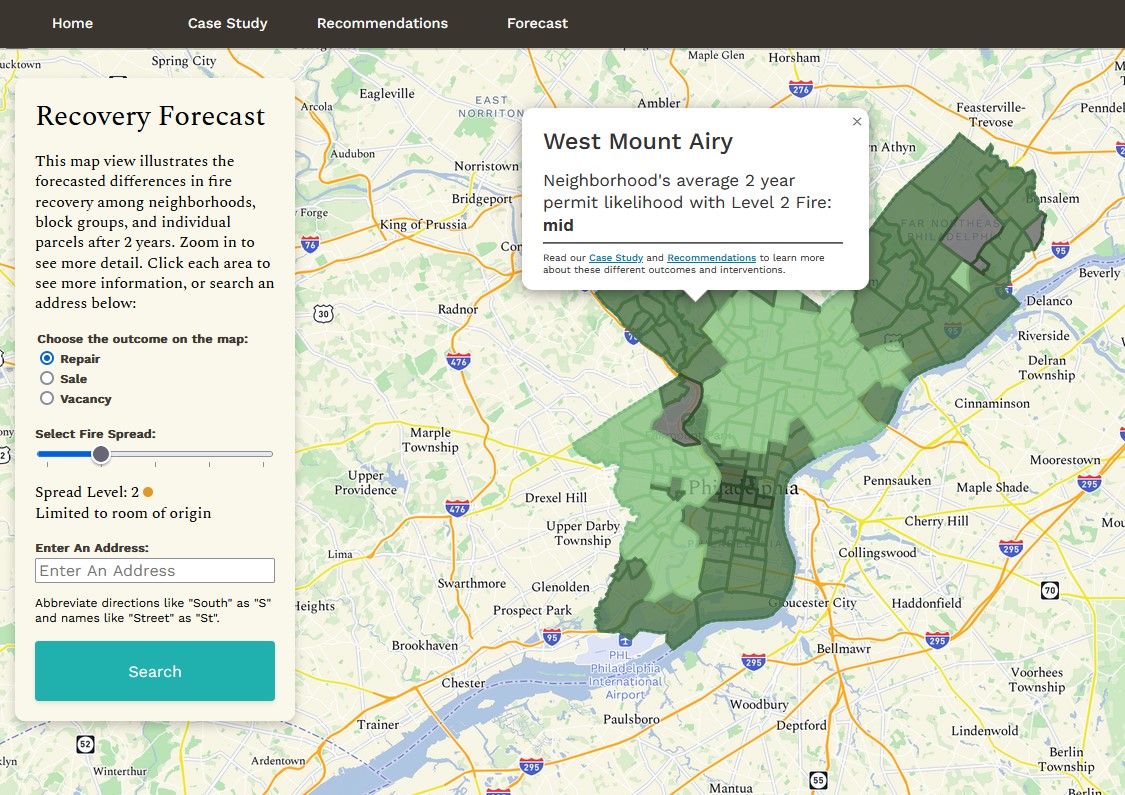 Home
Case Study
Recommendations
Forecast
Recovery Forecast
This map view illustrates the
forecasted differences in fire
recovery among neighborhoods,
block groups, and individual
parcels after 2 years. Zoom in to
see more detail. Click each area to
see more information, or search an
address below:
Choose the outcome on the map:
Repair
Sale
Vacancy
Select Fire Spread:
Spread Level: 2
Limited to room of origin
Enter An Address:
Enter An Address
Abbreviate directions like "South" as "S"
and names like "Street" as "St".
Search
West Mount Airy
×
Neighborhood's average 2 year
permit likelihood with Level 2 Fire:
mid
Read our Case Study and Recommendations to learn more
about these different outcomes and interventions.
Spring City
Maple Glen
Horsham
Eagleville
Arcola
EAST
NORRITON
Ambler
276
Feasterville-
Trevose
Audubon
Norristown
Bridgeport
King of Prussia
76
FAR NORTHEAST
PHILADELPHIA
Bensalem
95
Beverly
30
Radnor
Delanco
Riverside
Delran
Township
476
Cinnaminson
Marple
Township
Upper
Providence
Moorestown
Pennsauken
Maple Shade
295
Philadelphia
Drexel Hill
476
Upper Darby
Township
Cherry Hill
Collingswood
295
Lima
Swarthmore
Glenolden
70
Heights
Prospect Park
Gloucester City
Haddonfield
Brookhaven
95
295
Bellmawr
PHL -
Philadelphia
International
Airport
295
Chester
Voorhees
Township
Woodbury
Trainer
Paulsboro
Deptford
Lindenwold
52
Winterthur
Ardentown
295
55
Berlin
Township
Mantua
Berlin